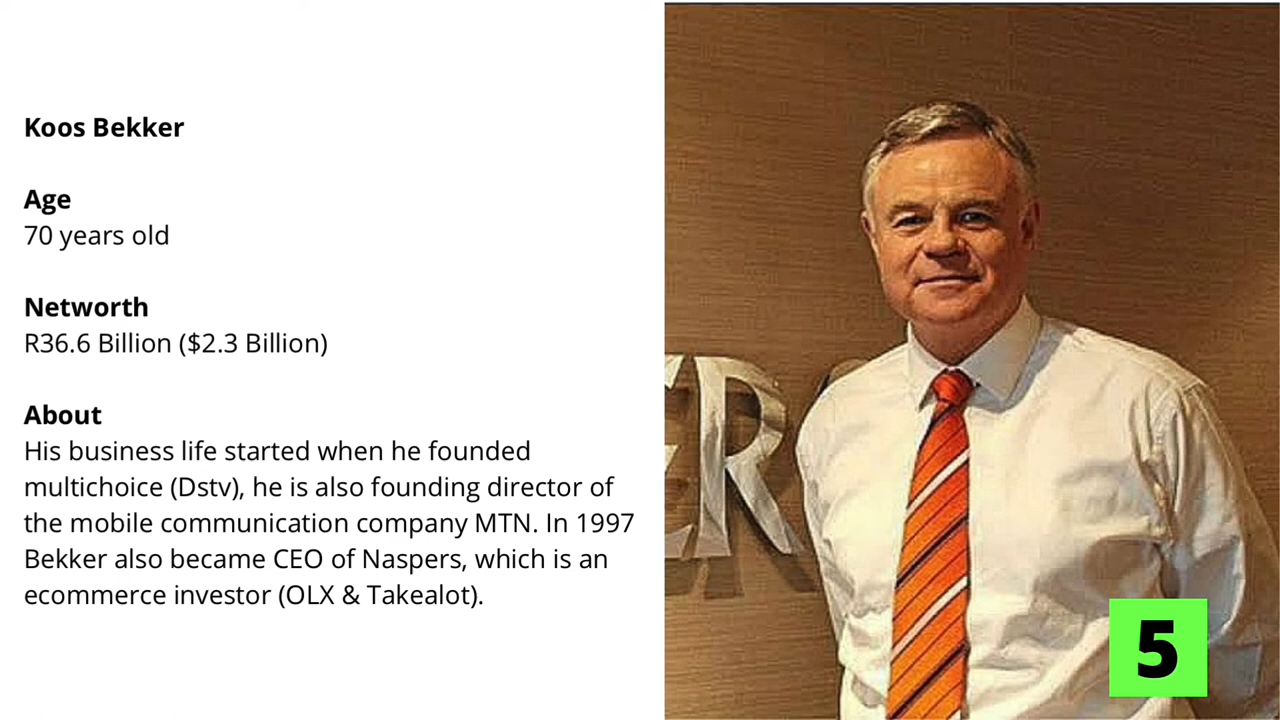 Koos Bekker
Age
70 years old
Networth
R36.6 Billion ($2.3 Billion)
About
His business life started when he founded
multichoice (Dstv), he is also founding director of
the mobile communication company MTN. In 1997
Bekker also became CEO of Naspers, which is an
ecommerce investor (OLX & Takealot).
ER
5